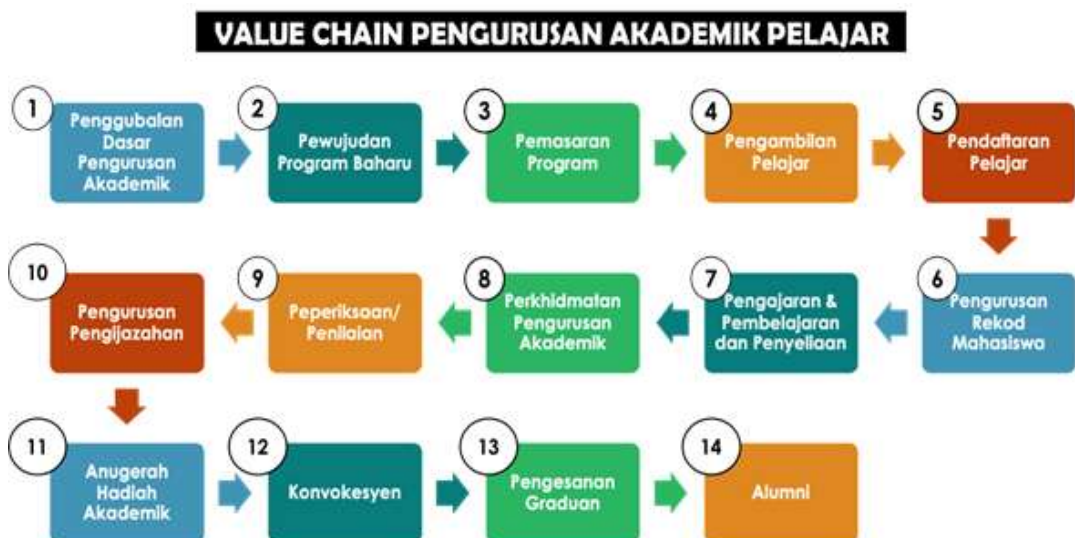 VALUE CHAIN PENGURUSAN AKADEMIK PELAJAR
1
Penggubalan
Dasar
Pengurusan
Akademik
2
Pewujudan
Program Baharu
3
Pemasaran
Program
4
Pengambilan
Pelajar
5
Pendaftaran
Pelajar
6
Pengurusan
Rekod
Mahasiswa
7
Pengajaran &
Pembelajaran
dan Penyeliaan
8
Perkhidmatan
Pengurusan
Akademik
9
Peperiksaan/
Penilaian
10
Pengurusan
Pengijazahan
11
Anugerah
Hadiah
Akademik
12
Konvokesyen
13
Pengesanan
Graduan
14
Alumni